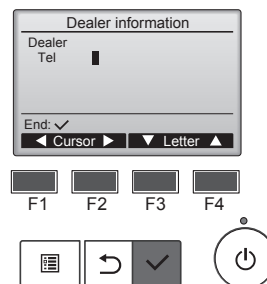 Dealer information
Dealer
Tel
End: ✓
◀ Cursor ▶ ▼ Letter ▲
F1 F2 F3 F4